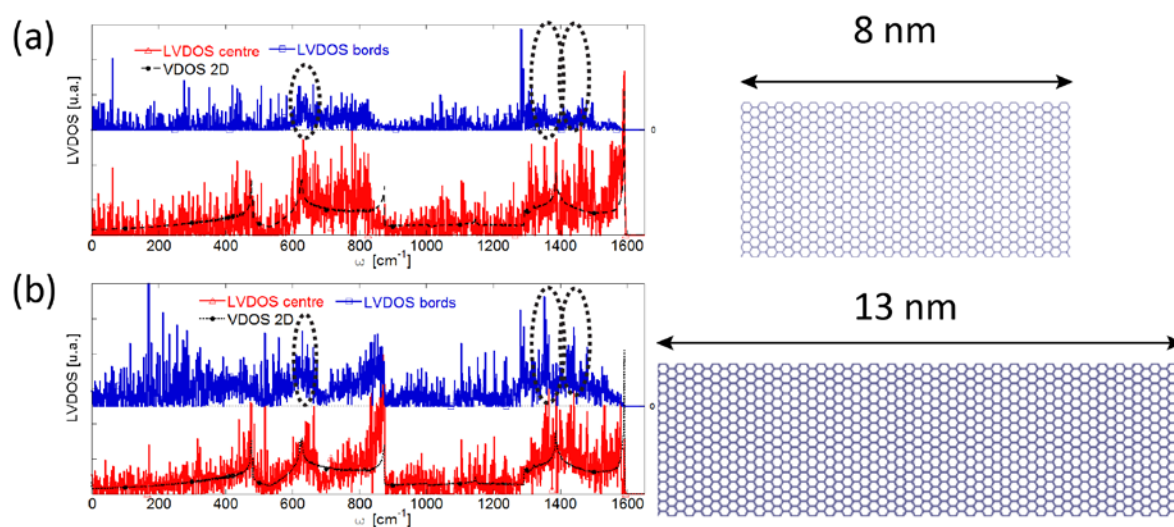 (a)
LVDOS centre LVDOS bords
VDOS 2D
LVDOS [u.a.]
0
0 200 400 600 800 1000 1200 1400 1600
ω [cm⁻¹]
8 nm
(b)
LVDOS centre LVDOS bords
VDOS 2D
LVDOS [u.a.]
0
0 200 400 600 800 1000 1200 1400 1600
ω [cm⁻¹]
13 nm